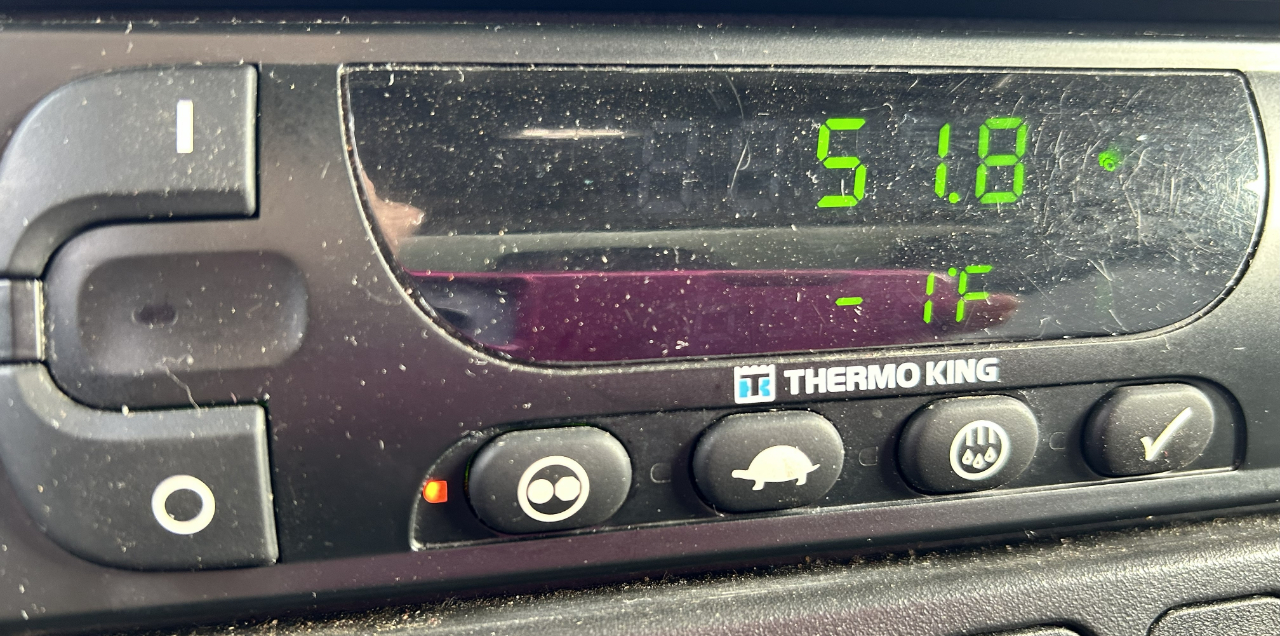 51.8
- 1°F
THERMO KING